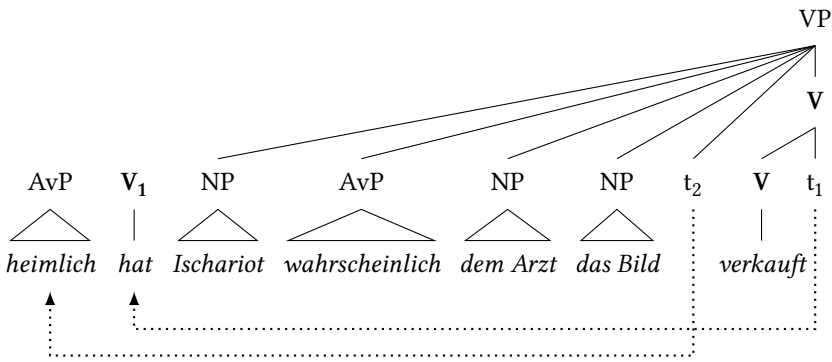 VP
V
AvP V₁ NP AvP NP NP t₂ V t₁
heimlich hat Ischariot wahrscheinlich dem Arzt das Bild verkauft